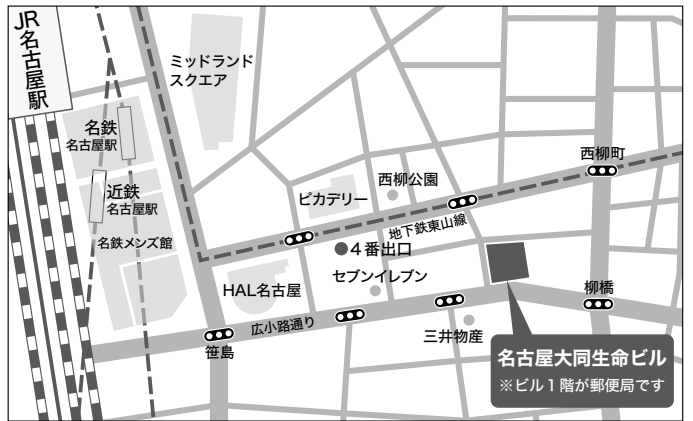 JR名古屋駅
ミッドランド
スクエア
名鉄
名古屋駅
近鉄
名古屋駅
名鉄メンズ館
ピカデリー
西柳公園
西柳町
地下鉄東山線
4番出口
HAL名古屋
セブンイレブン
広小路通り
笹島
三井物産
柳橋
名古屋大同生命ビル
※ビル1階が郵便局です